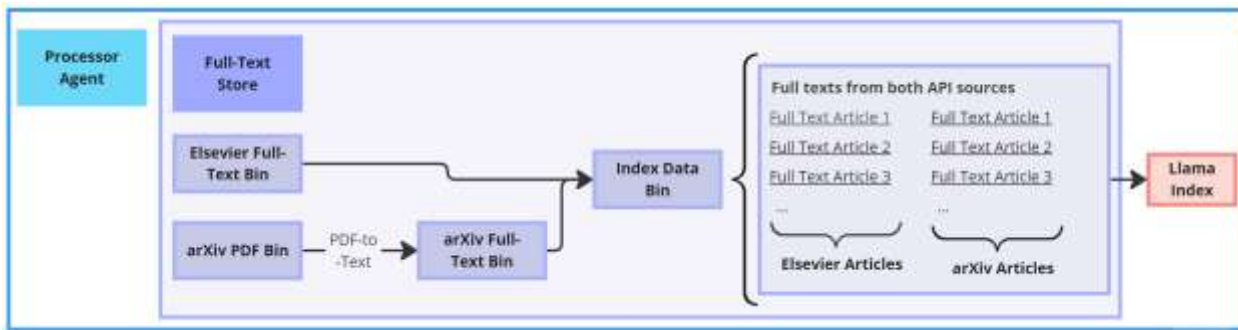 Processor
Agent
Full-Text
Store
Elsevier Full-
Text Bin
arXiv PDF Bin
PDF-to
-Text
arXiv Full-
Text Bin
Index Data
Bin
Full texts from both API sources
Full Text Article 1
Full Text Article 2
Full Text Article 3
...
Elsevier Articles
Full Text Article 1
Full Text Article 2
Full Text Article 3
...
arXiv Articles
Llama
Index